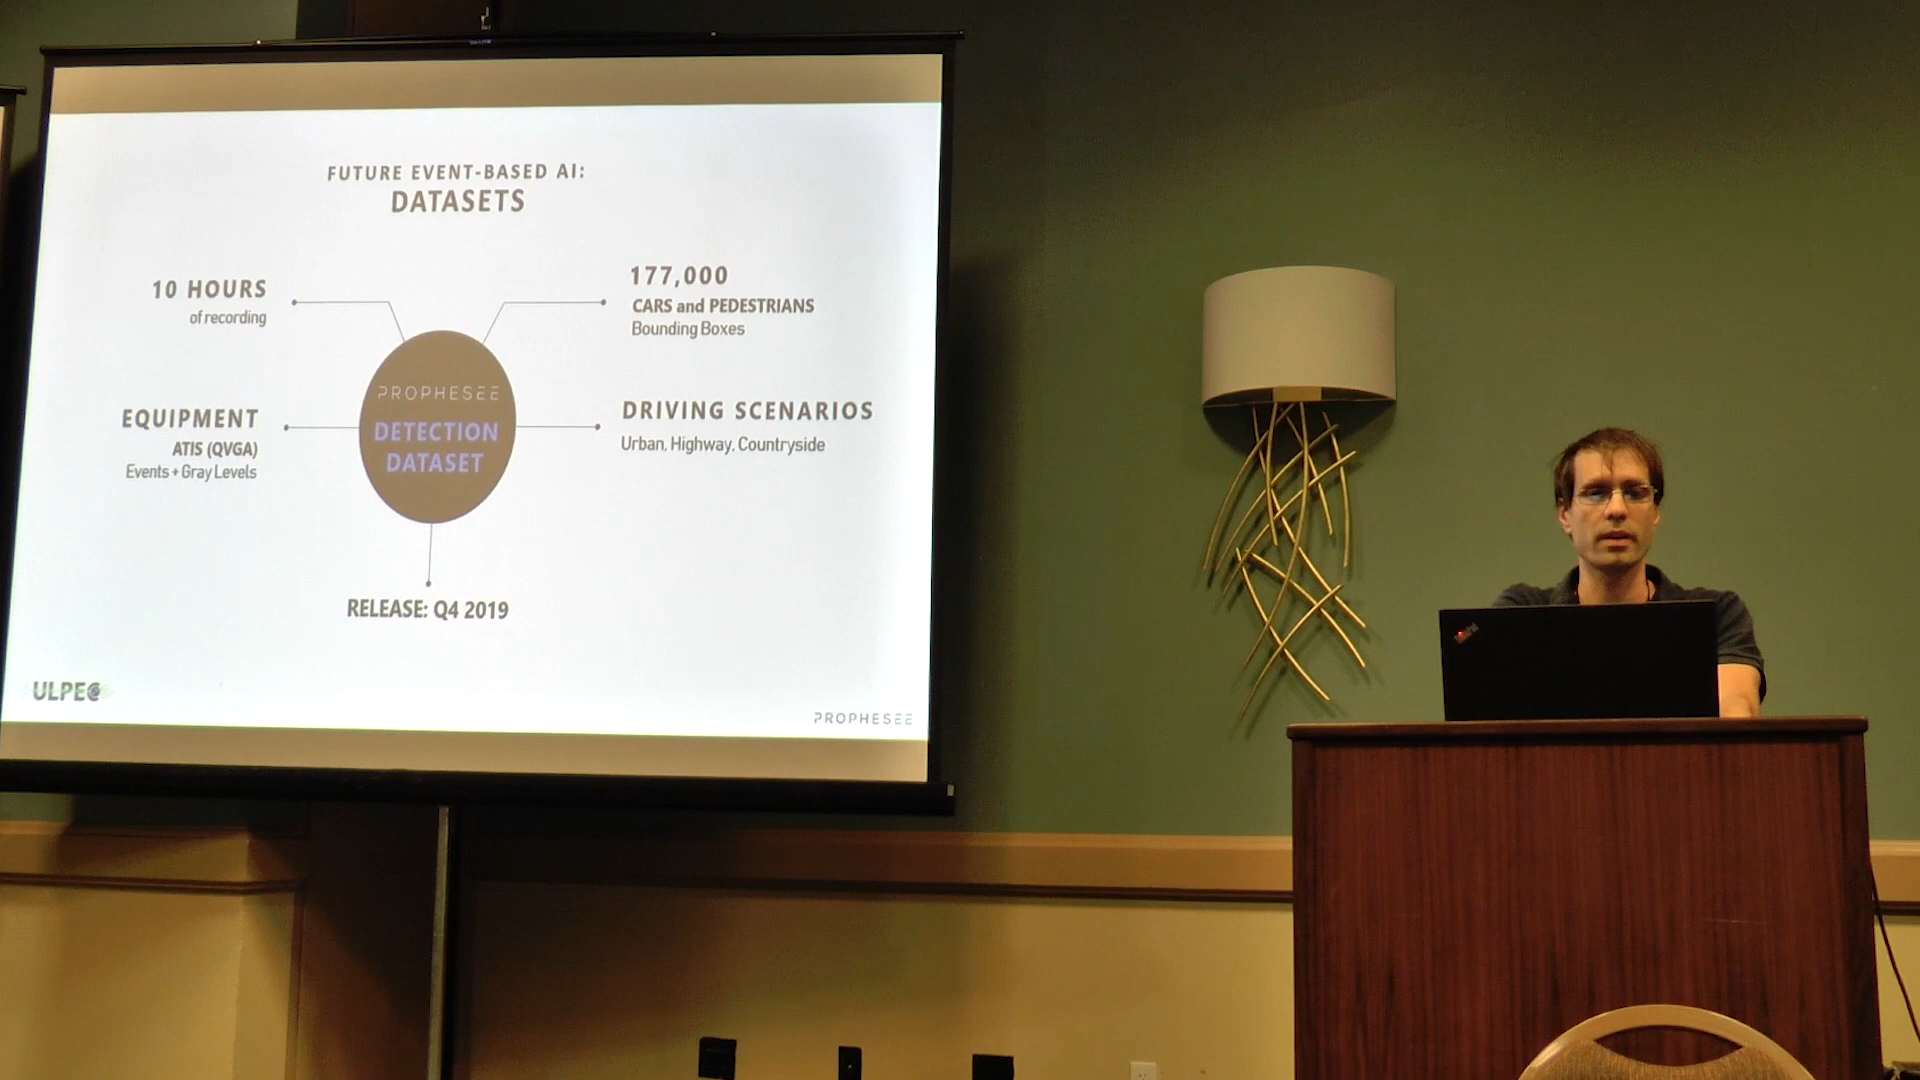 FUTURE EVENT-BASED AI:
DATASETS
10 HOURS
of recording
177,000
CARS and PEDESTRIANS
Bounding Boxes
EQUIPMENT
ATIS (QVGA)
Events + Gray Levels
PROPHESEE
DETECTION
DATASET
DRIVING SCENARIOS
Urban, Highway, Countryside
RELEASE: Q4 2019
ULPEC
PROPHESEE